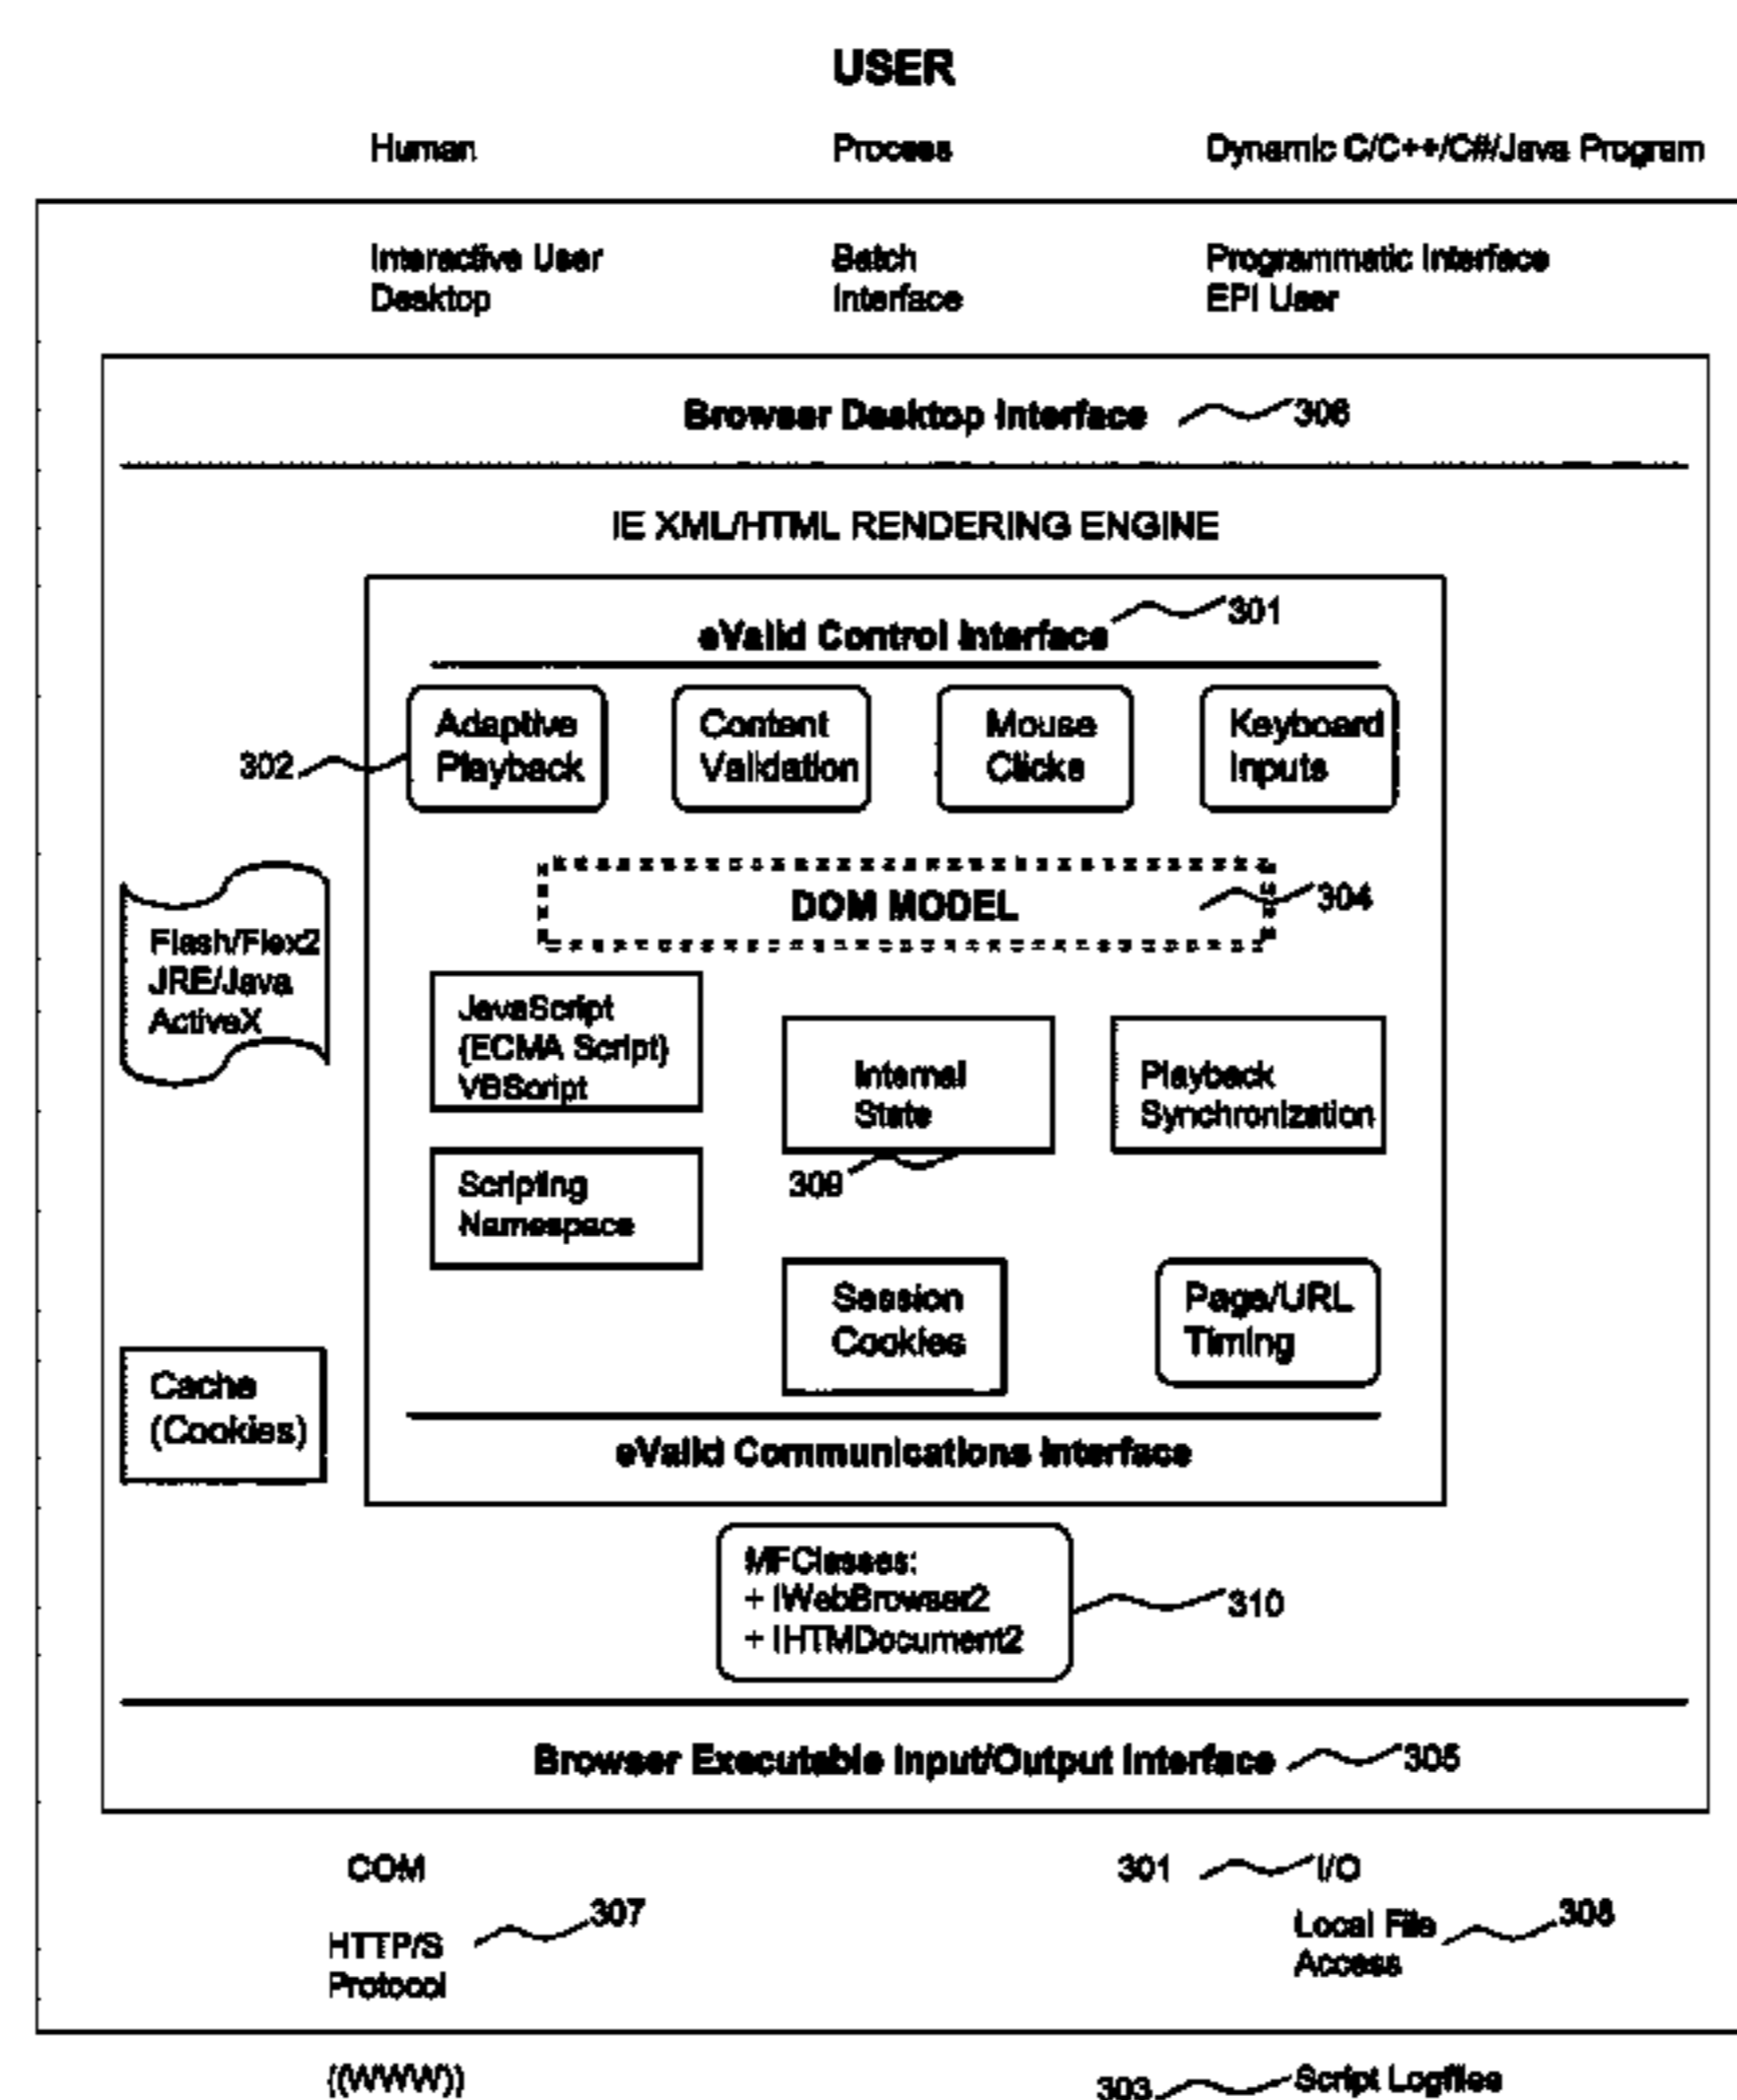 USER
Human Process Dynamic C/C++/C#/Java Program
Interactive User Desktop
Batch Interface
Programmatic Interface EPI User
Browser Desktop Interface 306
IE XML/HTML RENDERING ENGINE
eValid Control Interface 301
302
Adaptive
Playback
Content
Validation
Mouse
Clicks
Keyboard
Inputs
DOM MODEL 304
Flash/Flex2
JRE/Java
ActiveX
JavaScript
(ECMA Script)
VBScript
Internal
State
309
Playback
Synchronization
Scripting
Namespace
Session
Cookies
Page/URL
Timing
Cache
(Cookies)
eValid Communications Interface
MFClasses:
+ IWebBrowser2
+ IHTMDocument2
310
Browser Executable Input/Output Interface 305
COM
301 I/O
HTTP/S
Protocol
307
Local File
Access
308
((WWW))
303 Script Logfiles